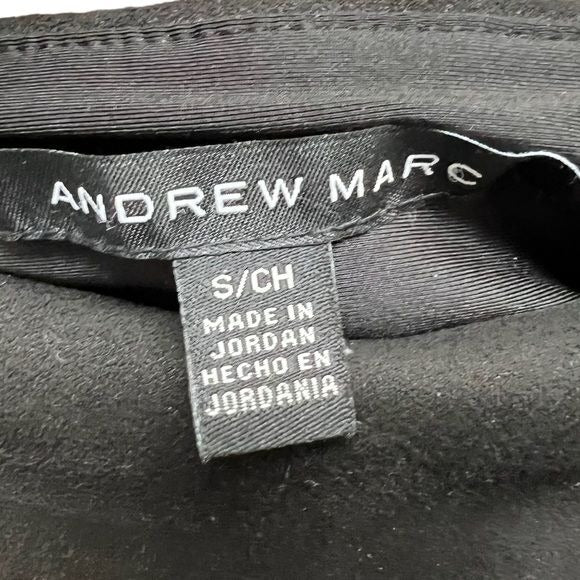 ANDREW MARC
S/CH
MADE IN
JORDAN
HECHO EN
JORDANIA